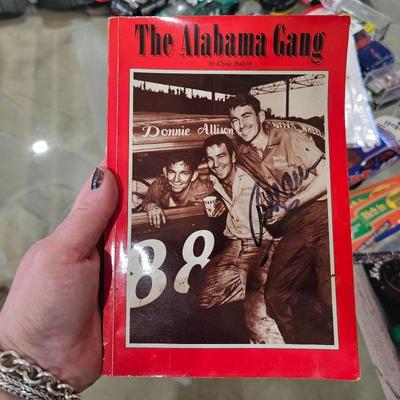 The Alabama Gang
by Clyde Bolton
Donnie Allison
88